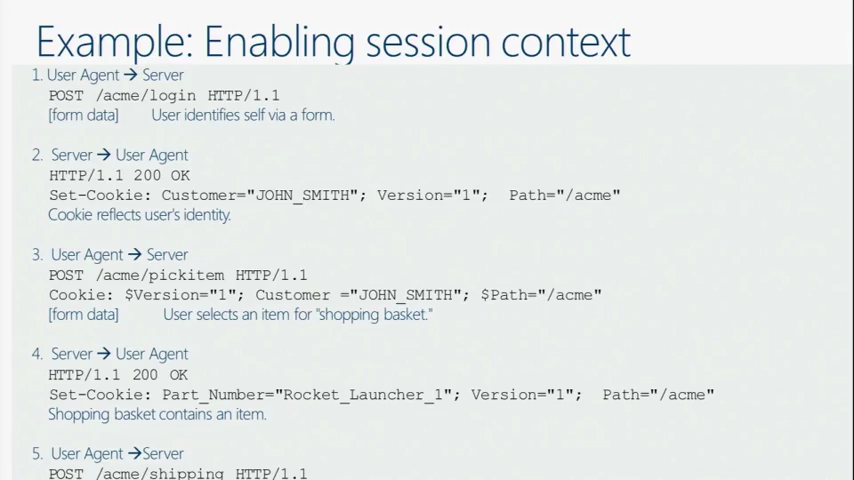 Example: Enabling session context
1. User Agent → Server
POST /acme/login HTTP/1.1
[form data] User identifies self via a form.
2. Server → User Agent
HTTP/1.1 200 OK
Set-Cookie: Customer="JOHN_SMITH"; Version="1"; Path="/acme"
Cookie reflects user's identity.
3. User Agent → Server
POST /acme/pickitem HTTP/1.1
Cookie: $Version="1"; Customer ="JOHN_SMITH"; $Path="/acme"
[form data] User selects an item for "shopping basket."
4. Server → User Agent
HTTP/1.1 200 OK
Set-Cookie: Part_Number="Rocket_Launcher_1"; Version="1"; Path="/acme"
Shopping basket contains an item.
5. User Agent →Server
POST /acme/shipping HTTP/1.1